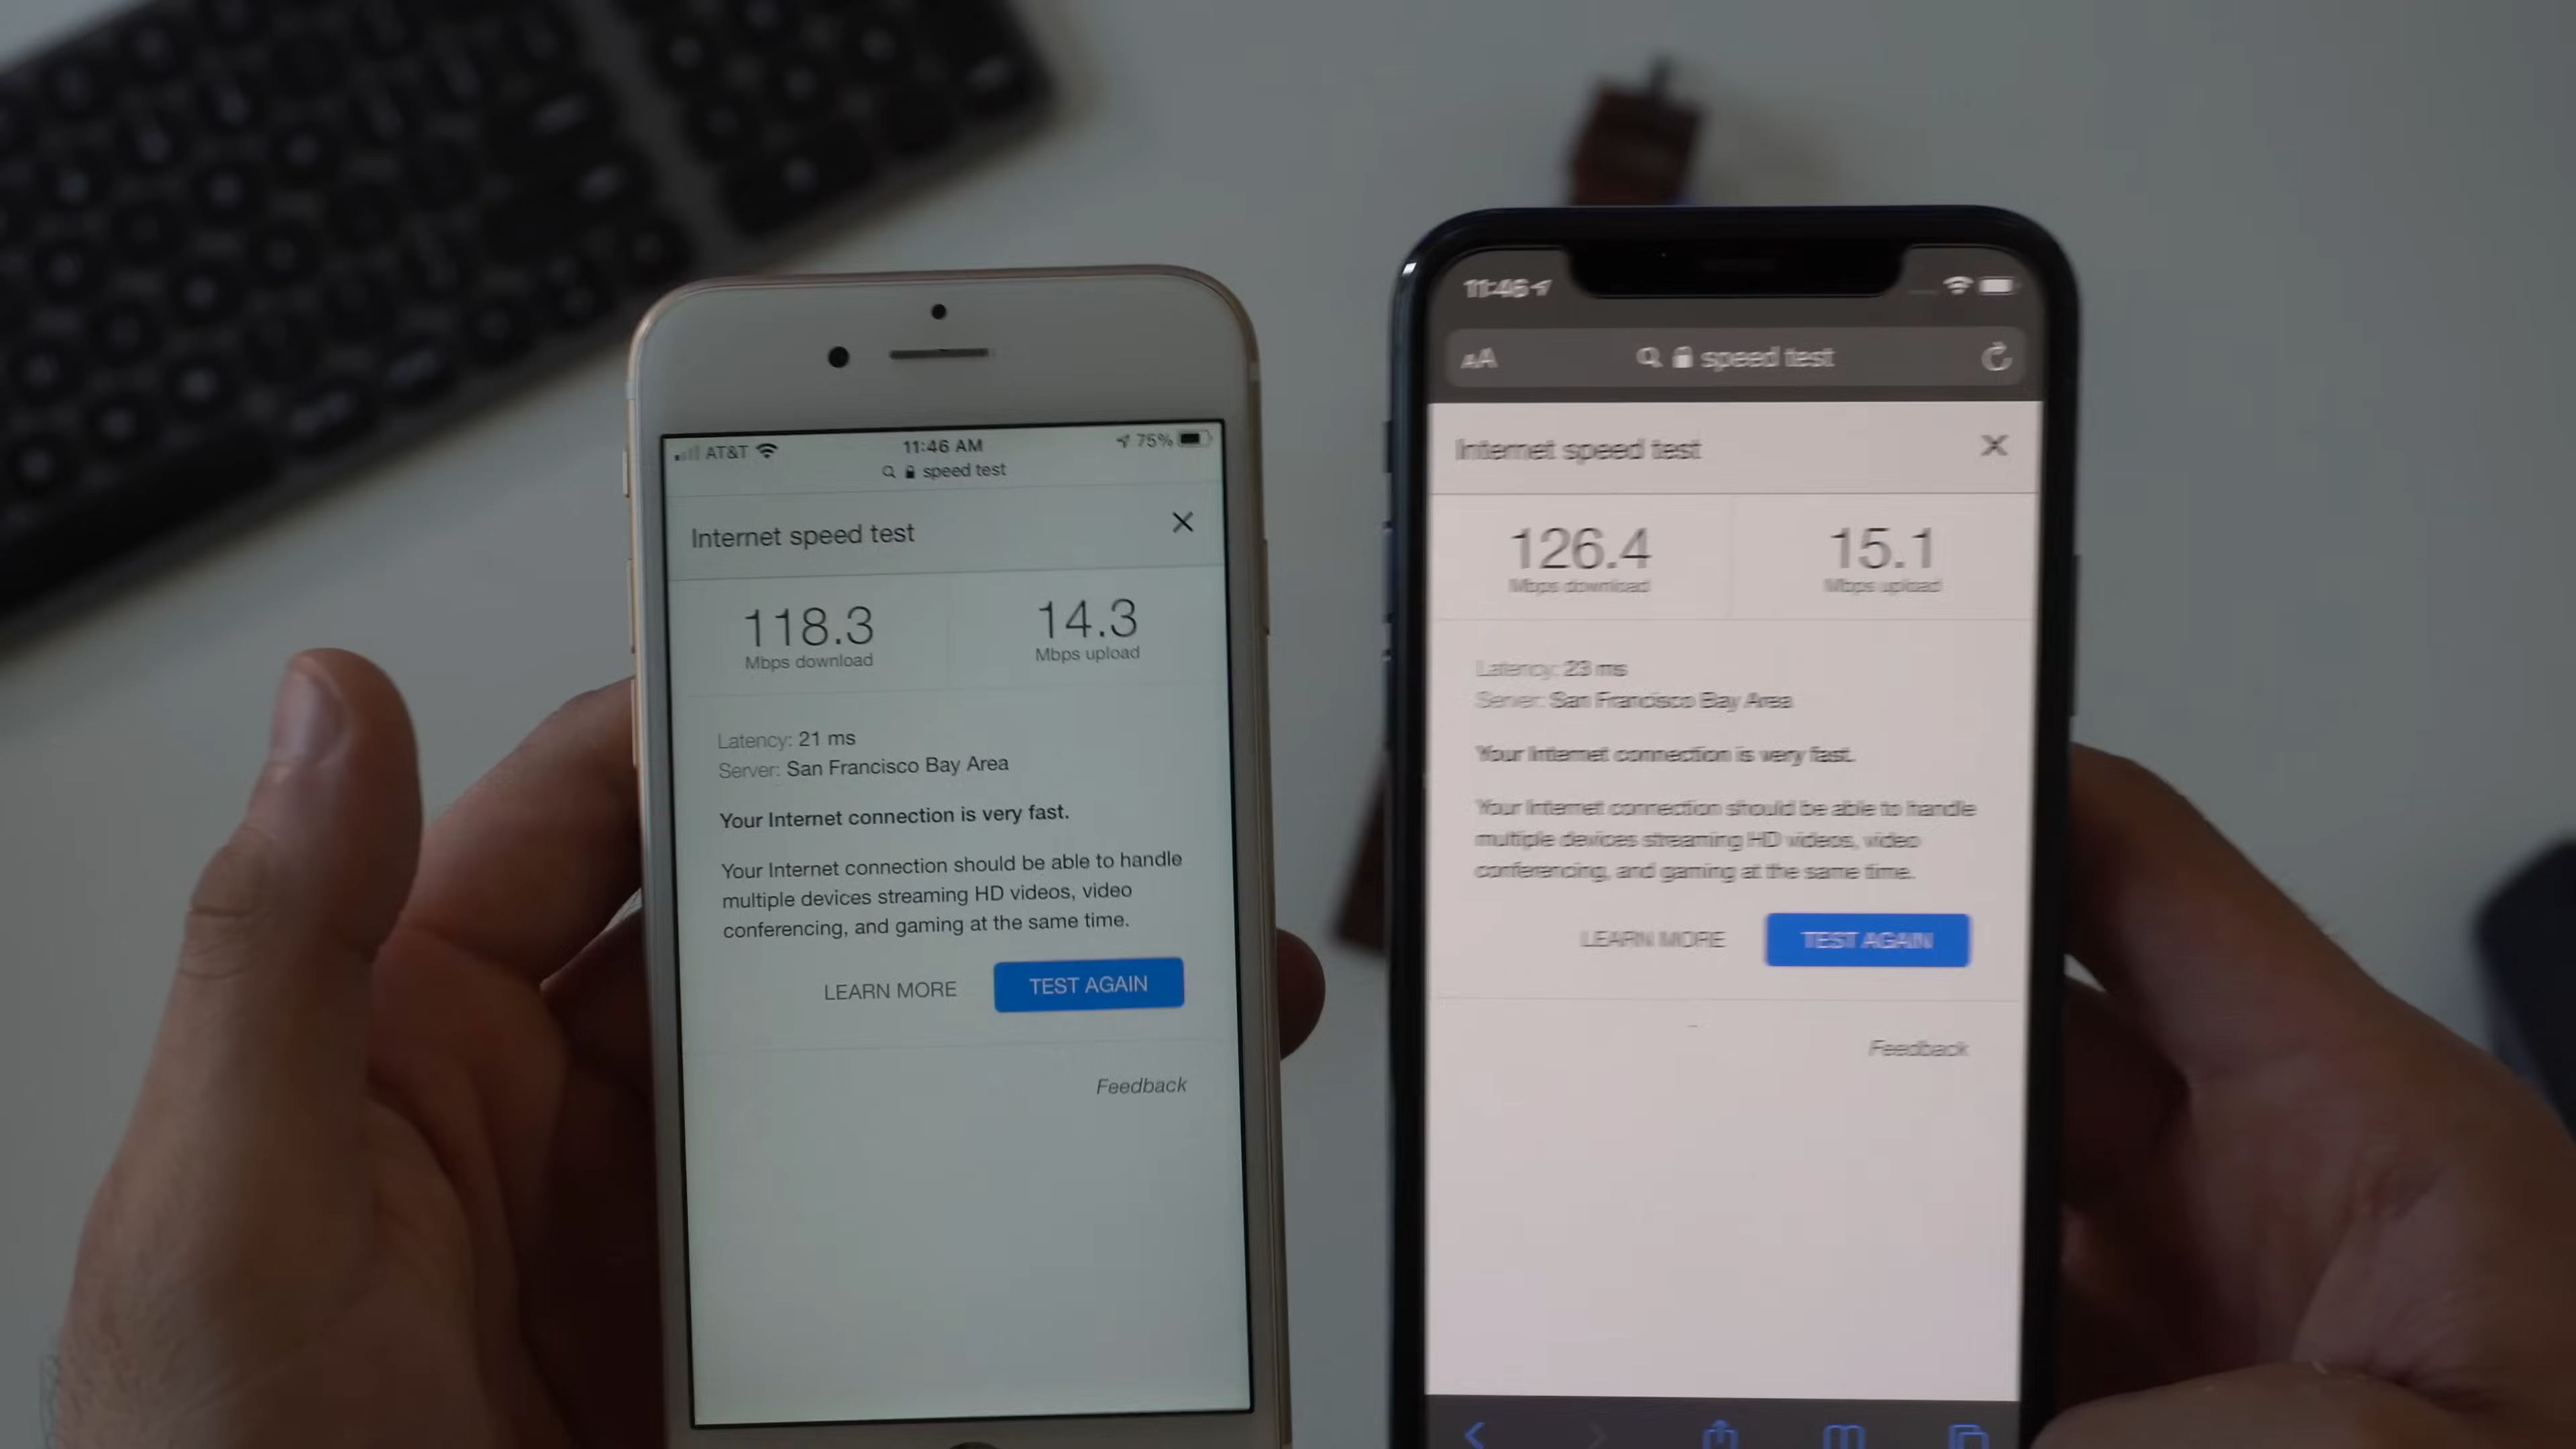 AT&T
11:46 AM
75%
speed test
Internet speed test
118.3
Mbps download
14.3
Mbps upload
Latency: 21 ms
Server: San Francisco Bay Area
Your Internet connection is very fast.
Your Internet connection should be able to handle
multiple devices streaming HD videos, video
conferencing, and gaming at the same time.
LEARN MORE
TEST AGAIN
Feedback
11:46
AA
speed test
Internet speed test
126.4
Mbps download
15.1
Mbps upload
Latency: 23 ms
Server: San Francisco Bay Area
Your Internet connection is very fast.
Your Internet connection should be able to handle
multiple devices streaming HD videos, video
conferencing, and gaming at the same time.
LEARN MORE
TEST AGAIN
Feedback